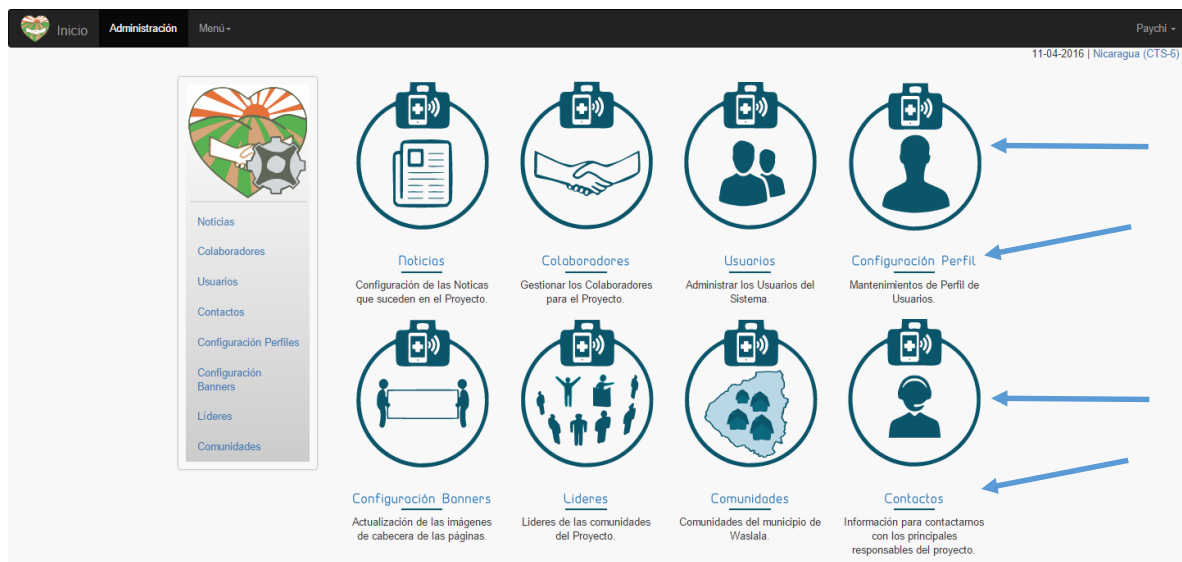 Inicio Administración Menú Paychi
11-04-2016 | Nicaragua (CTS-6)
Noticias
Colaboradores
Usuarios
Contactos
Configuración Perfiles
Configuración
Banners
Líderes
Comunidades
Noticias
Configuración de las Noticas
que suceden en el Proyecto.
Colaboradores
Gestionar los Colaboradores
para el Proyecto.
Usuarios
Administrar los Usuarios del
Sistema.
Configuración Perfil
Mantenimientos de Perfil de
Usuarios.
Configuración Banners
Actualización de las imágenes
de cabecera de las páginas.
Lideres
Lideres de las comunidades
del Proyecto.
Comunidades
Comunidades del municipio de
Waslala.
Contactos
Información para contactarnos
con los principales
responsables del proyecto.